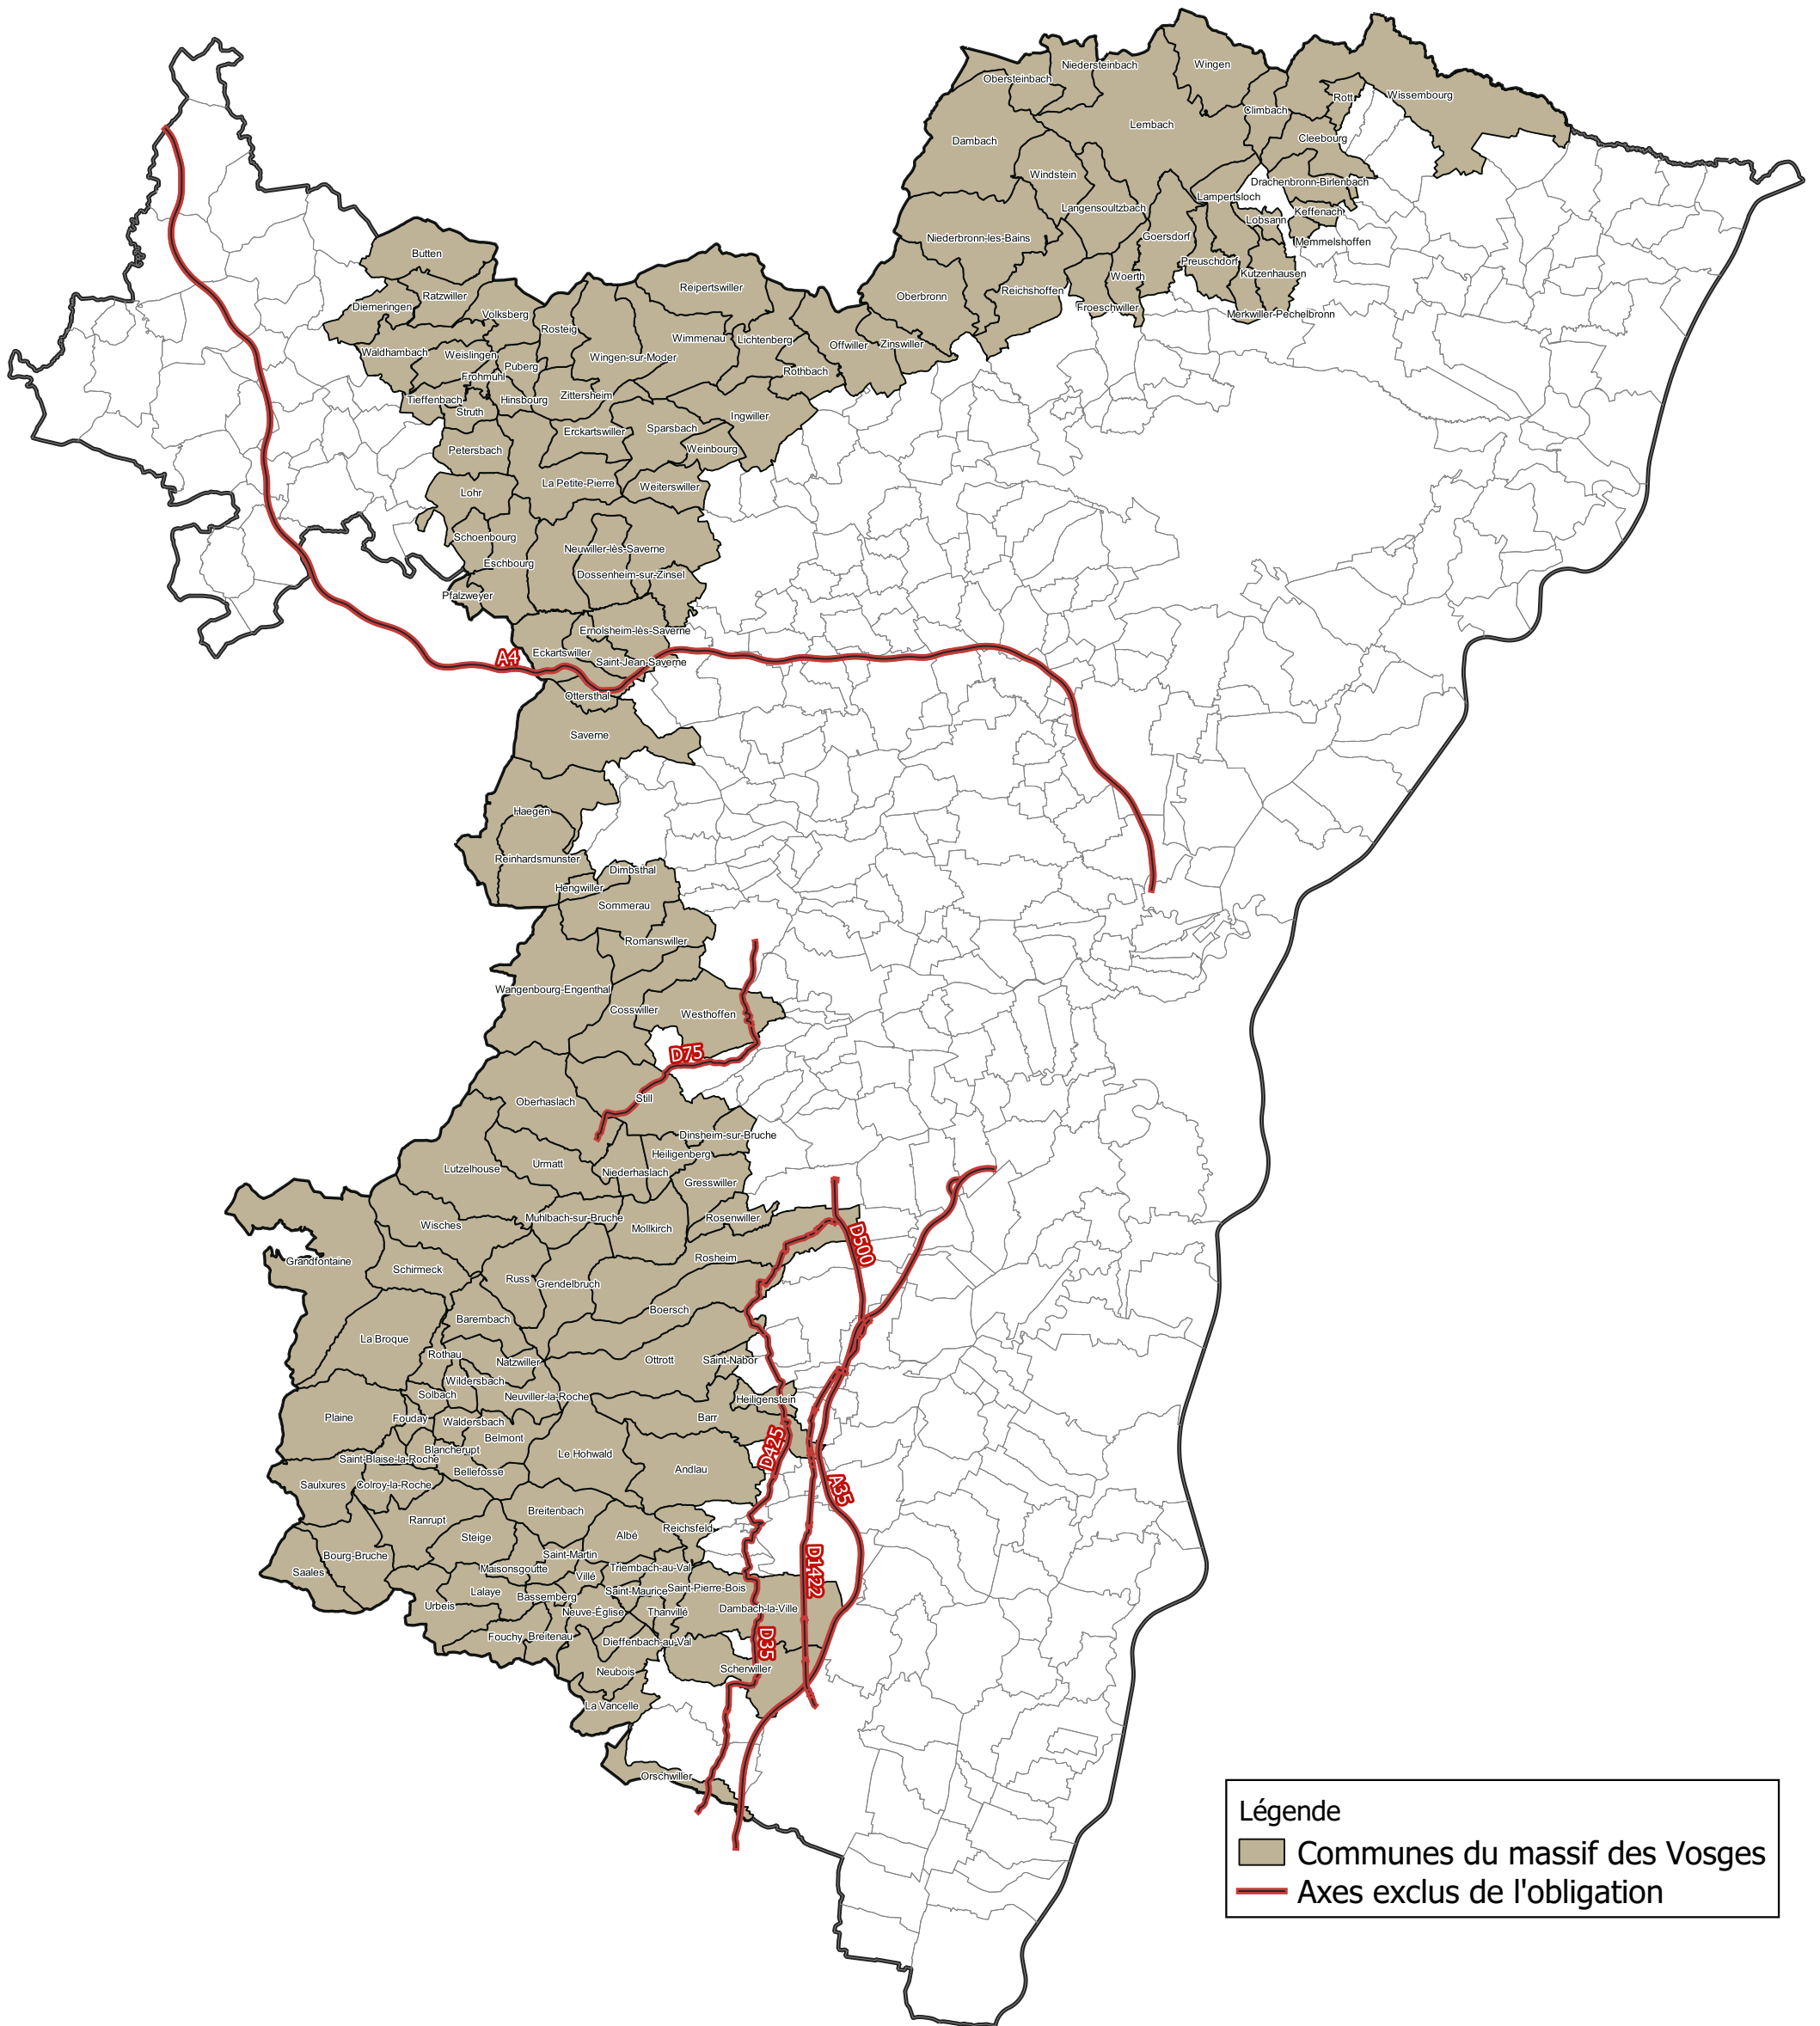 Wingen
Niedersteinbach
Obersteinbach
Rott
Wissembourg
Climbach
Lembach
Cleebourg
Dambach
Windstein
Drachenbronn-Birlenbach
Lampertsloch
Langensoultzbach
Keffenach
Lobsann
Niederbronn-les-Bains
Goersdorf
Memmelshoffen
Butten
Preuschdorf
Kutzenhausen
Woerth
Reipertswiller
Reichshoffen
Oberbronn
Ratzwiller
Diemeringen
Froeschwiller
Volksberg
Merkwiller-Pechelbronn
Rosteig
Wimmenau
Lichtenberg
Offwiller
Zinswiller
Waldhambach
Weislingen
Wingen-sur-Moder
Puberg
Rothbach
Frohmuhl
Zittersheim
Tieffenbach
Hinsbourg
Struth
Ingwiller
Erckartswiller
Sparsbach
Petersbach
Weinbourg
La Petite-Pierre
Weiterswiller
Lohr
Schoenbourg
Neuwiller-lès-Saverne
Eschbourg
Dossenheim-sur-Zinsel
Pfalzweyer
Ernolsheim-lès-Saverne
Eckartswiller
A4
Saint-Jean-Saverne
Ottersthal
Saverne
Haegen
Reinhardsmunster
Dimbsthal
Hengwiller
Sommerau
Romanswiller
Wangenbourg-Engenthal
Cosswiller
Westhoffen
D75
Oberhaslach
Still
Dinsheim-sur-Bruche
Heiligenberg
Urmatt
Lutzelhouse
Niederhaslach
Gresswiller
Muhlbach-sur-Bruche
Rosenwiller
Wisches
Mollkirch
D500
Rosheim
Grandfontaine
Schirmeck
Russ
Grendelbruch
Boersch
Barembach
La Broque
Rothau
Natzwiller
Ottrott
Saint-Nabor
Wildersbach
Solbach
Neuviller-la-Roche
Heiligenstein
Plaine
Fouday
Waldersbach
Barr
Belmont
D425
Blancherupt
Le Hohwald
Saint-Blaise-la-Roche
Bellefosse
Andlau
Saulxures
Colroy-la-Roche
A35
Breitenbach
Ranrupt
Reichsfeld
Steige
Albé
Bourg-Bruche
Saint-Martin
Saales
Maisonsgoutte
Triembach-au-Val
Villé
D1422
Lalaye
Saint-Maurice
Saint-Pierre-Bois
Bassemberg
Urbeis
Neuve-Église
Thanvillé
Dambach-la-Ville
Fouchy
Breitenau
Dieffenbach-au-Val
D35
Neubois
Scherwiller
La Vancelle
Orschwiller
Légende
Communes du massif des Vosges
Axes exclus de l'obligation